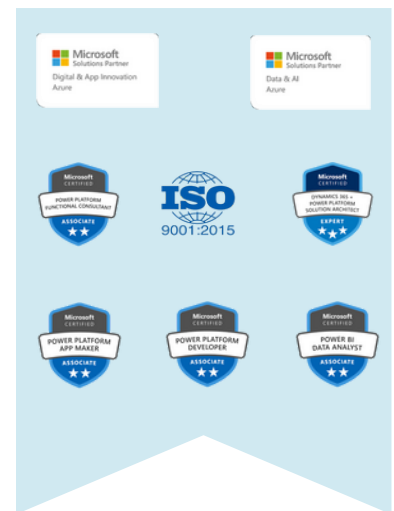 Microsoft
Solutions Partner
Digital & App Innovation
Azure
Microsoft
Solutions Partner
Data & AI
Azure
Microsoft
CERTIFIED
POWER PLATFORM
FUNCTIONAL CONSULTANT
ASSOCIATE
ISO
9001:2015
Microsoft
CERTIFIED
DYNAMICS 365 +
POWER PLATFORM
SOLUTION ARCHITECT
EXPERT
Microsoft
CERTIFIED
POWER PLATFORM
APP MAKER
ASSOCIATE
Microsoft
CERTIFIED
POWER PLATFORM
DEVELOPER
ASSOCIATE
Microsoft
CERTIFIED
POWER BI
DATA ANALYST
ASSOCIATE